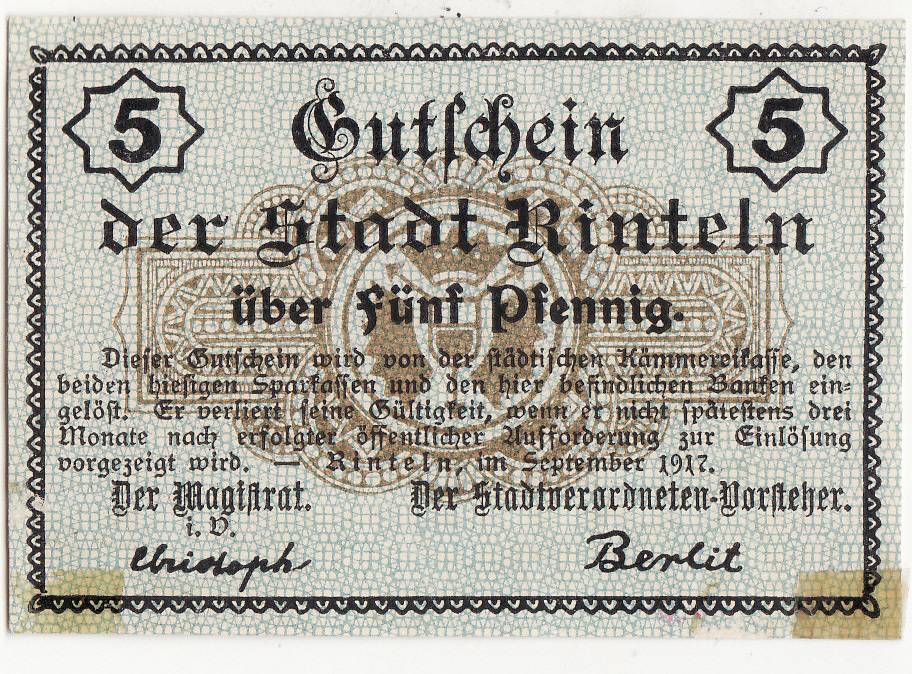 5 Gutschein 5
der Stadt Rinteln
über Fünf Pfennig.
Dieser Gutschein wird von der städtischen Kämmereikasse, den
beiden hiesigen Sparkassen und den hier befindlichen Banken ein=
gelöst. Er verliert seine Gültigkeit, wenn er nicht spätestens drei
Monate nach erfolgter öffentlicher Aufforderung zur Einlösung
vorgezeigt wird. — Rinteln, im September 1917.
Der Magistrat. Der Stadtverordneten-Vorsteher.
i. V.
Christoph Berlit